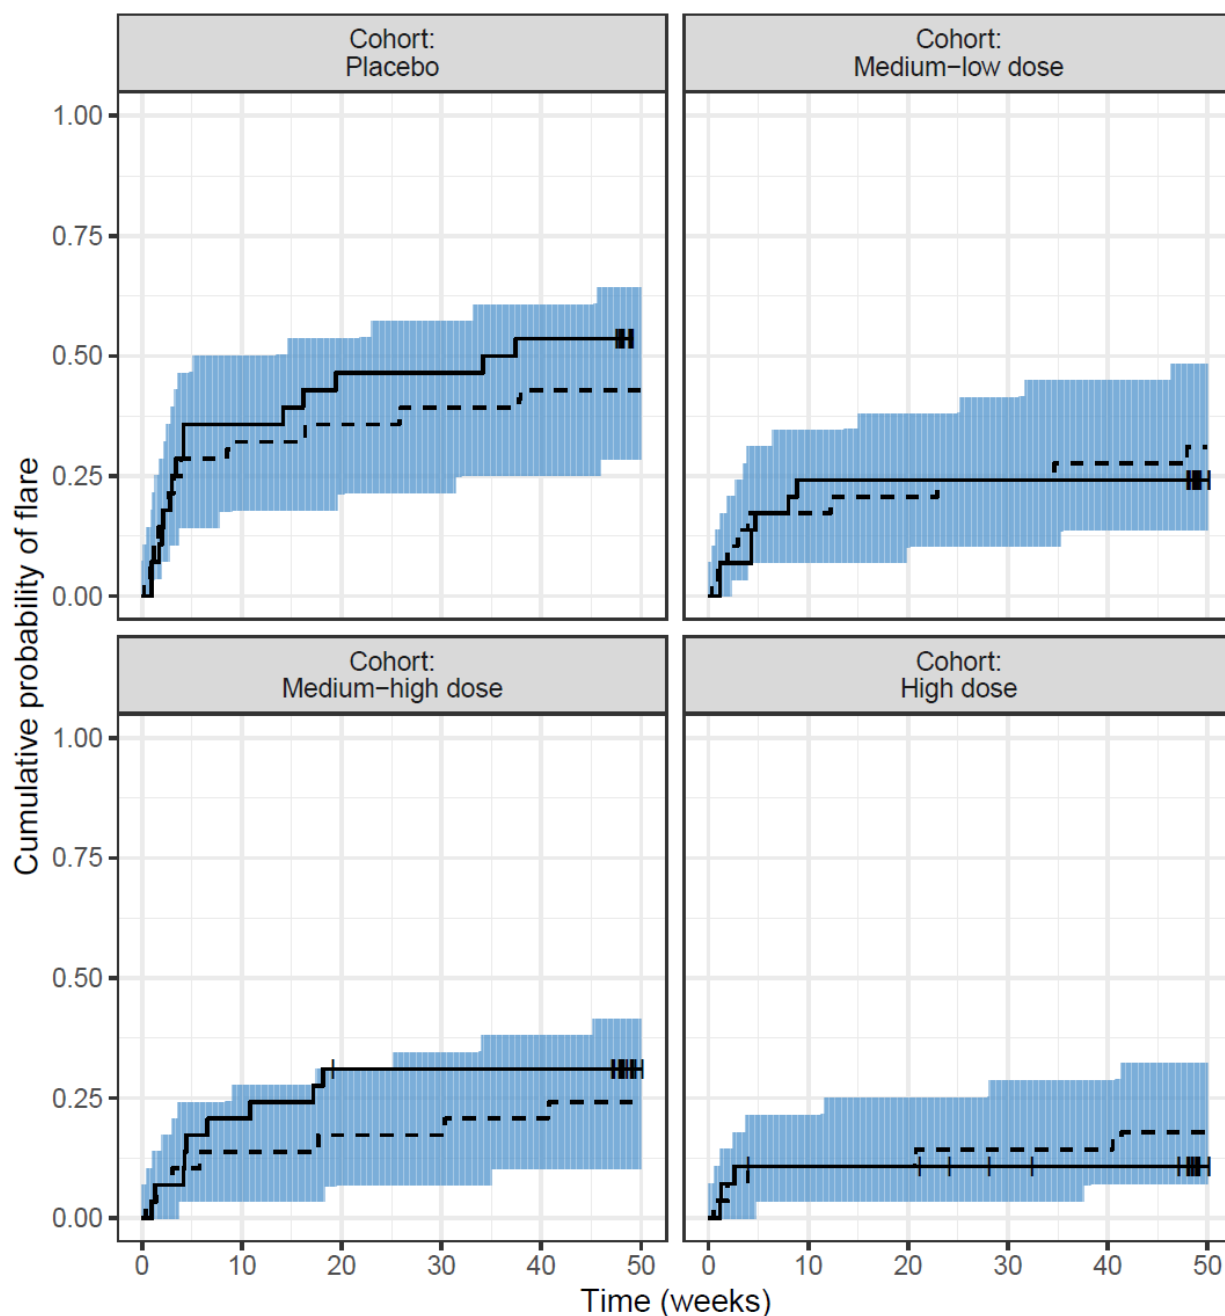 Cohort:
Placebo
Cohort:
Medium−low dose
1.00
0.75
0.50
0.25
0.00
Cohort:
Medium−high dose
Cohort:
High dose
1.00
0.75
0.50
0.25
0.00
0 10 20 30 40 50
0 10 20 30 40 50
Time (weeks)
Cumulative probability of flare